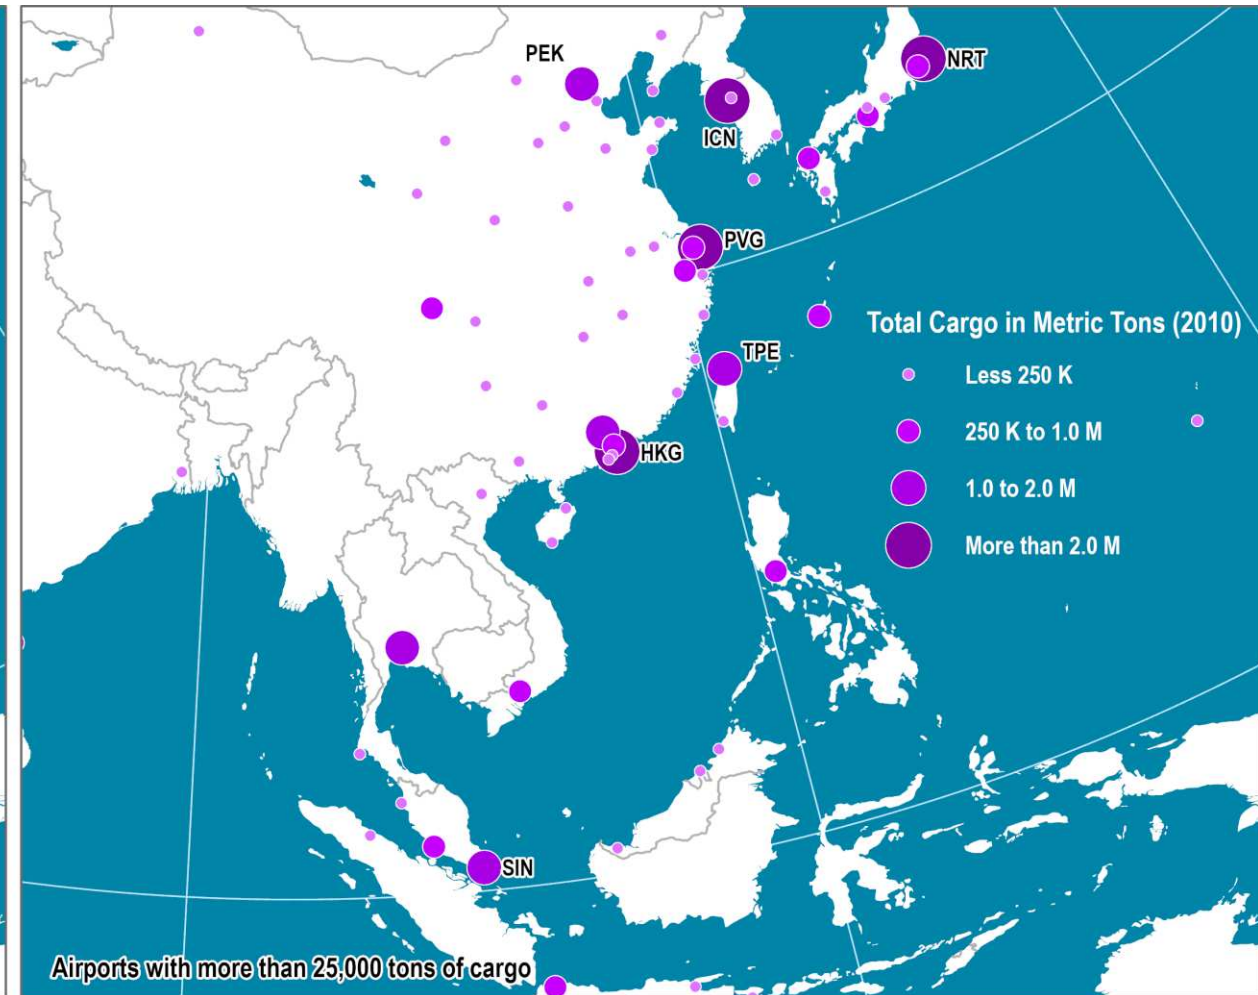 PEK
NRT
ICN
PVG
Total Cargo in Metric Tons (2010)
Less 250 K
250 K to 1.0 M
1.0 to 2.0 M
More than 2.0 M
TPE
HKG
SIN
Airports with more than 25,000 tons of cargo